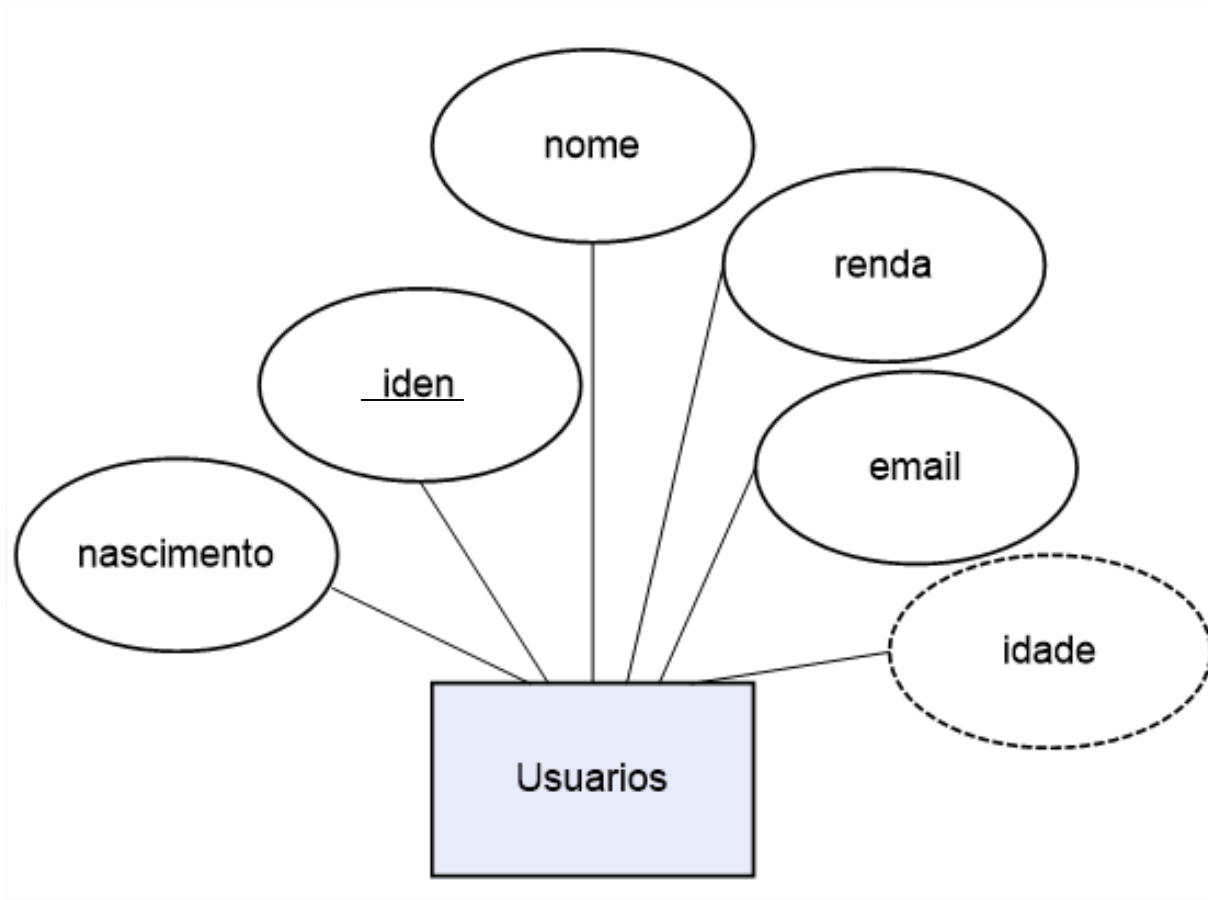 nome
renda
iden
email
nascimento
idade
Usuarios